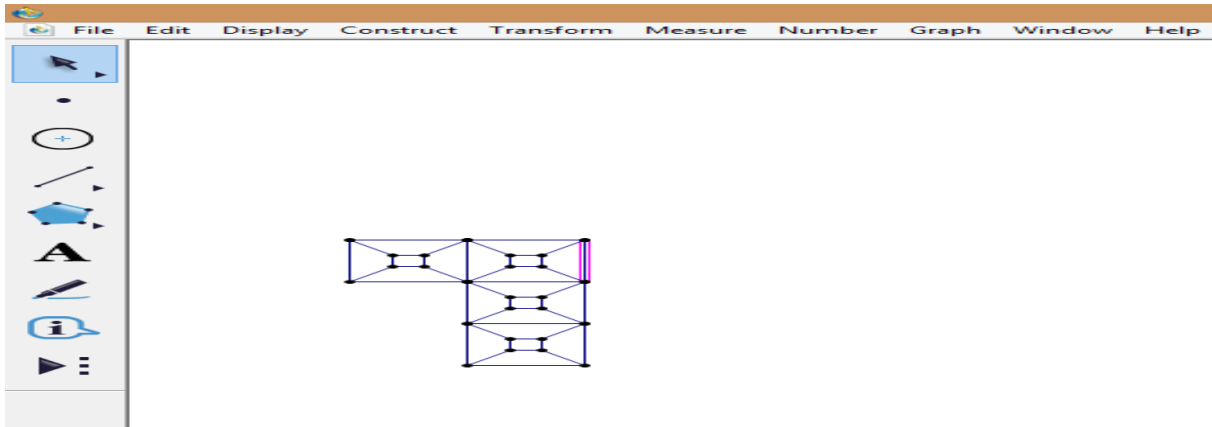 File Edit Display Construct Transform Measure Number Graph Window Help
A
i